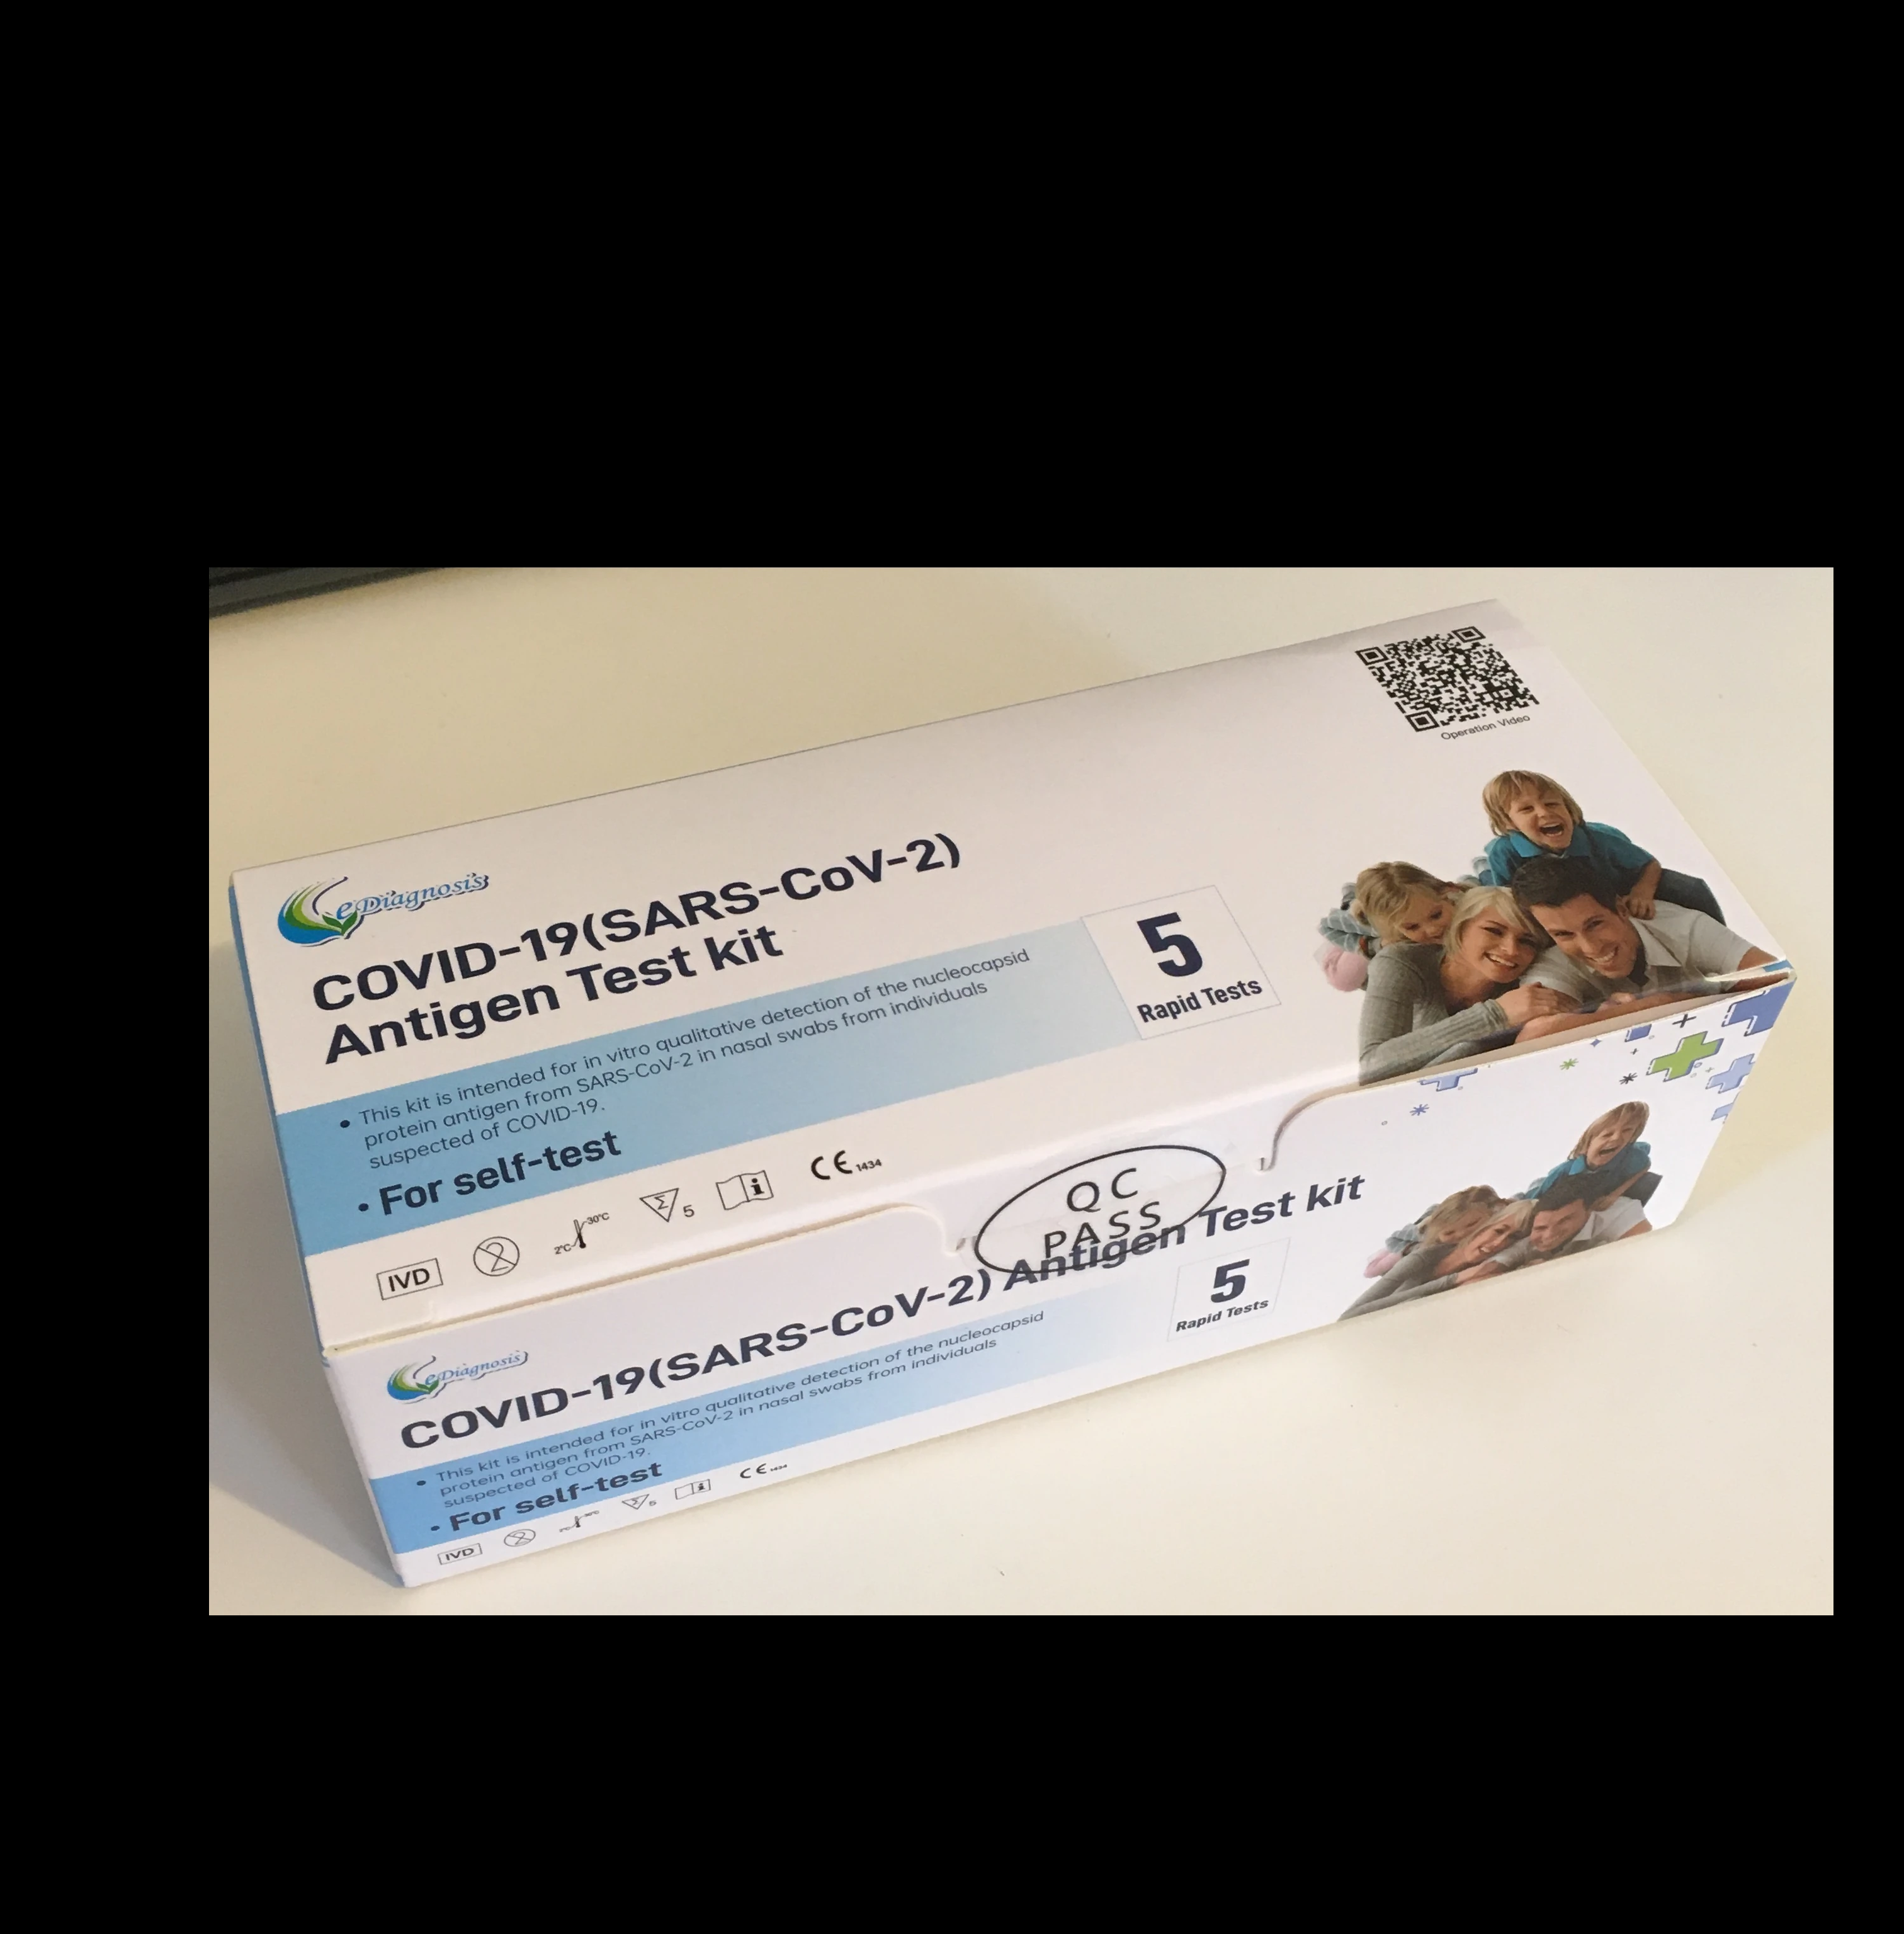 Operation Video
eDiagnosis
COVID-19(SARS-CoV-2)
Antigen Test kit
• This kit is intended for in vitro qualitative detection of the nucleocapsid
protein antigen from SARS-CoV-2 in nasal swabs from individuals
suspected of COVID-19.
• For self-test
5
Rapid Tests
IVD
2
2°C
30°C
Σ
5
i
CE 1434
QC
PASS
eDiagnosis
COVID-19(SARS-CoV-2) Antigen Test kit
• This kit is intended for in vitro qualitative detection of the nucleocapsid
protein antigen from SARS-CoV-2 in nasal swabs from individuals
suspected of COVID-19.
• For self-test
5
Rapid Tests
IVD
2
Σ
5
i
CE 1434